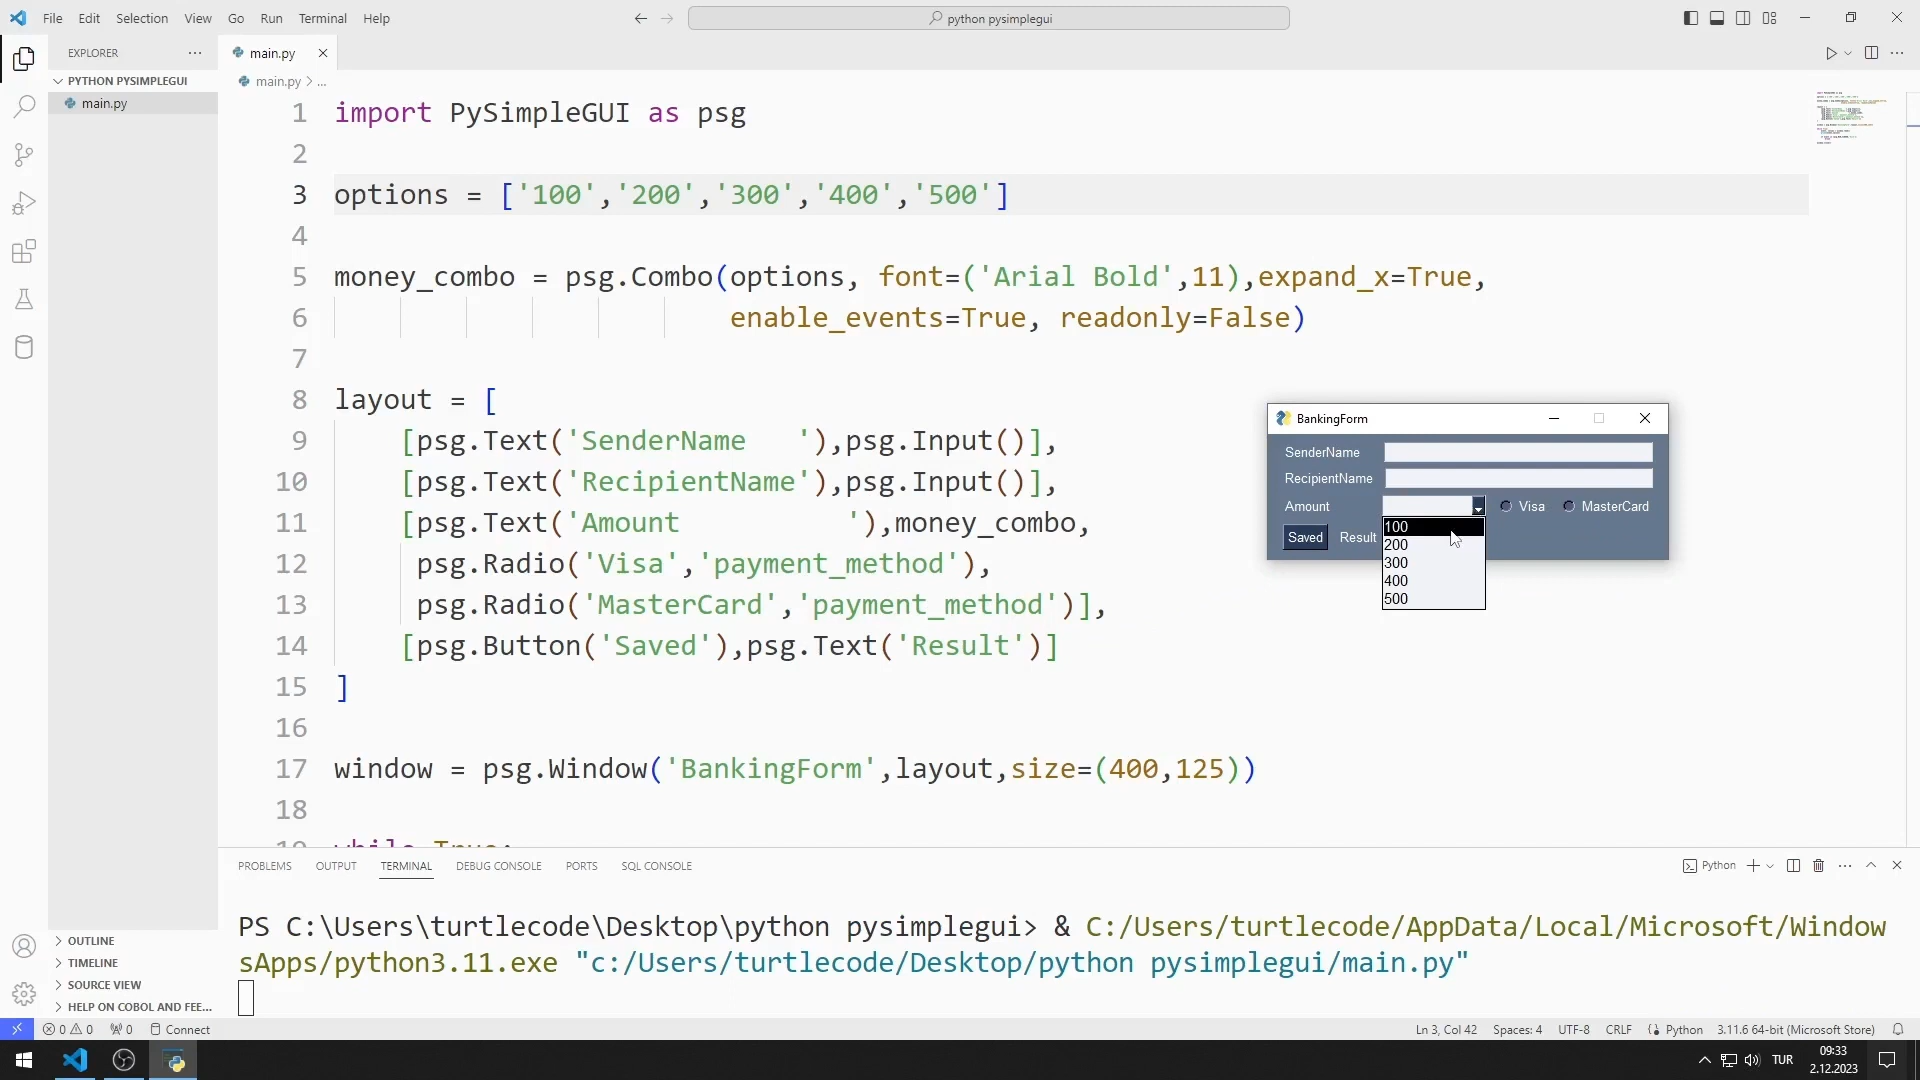 File Edit Selection View Go Run Terminal Help
python pysimplegui
EXPLORER
PYTHON PYSIMPLEGUI
main.py
OUTLINE
TIMELINE
SOURCE VIEW
HELP ON COBOL AND FEE...
main.py
main.py > ...
1 import PySimpleGUI as psg
2
3 options = ['100','200','300','400','500']
4
5 money_combo = psg.Combo(options, font=('Arial Bold',11),expand_x=True,
6 enable_events=True, readonly=False)
7
8 layout = [
9 [psg.Text('SenderName   '),psg.Input()],
10 [psg.Text('RecipientName'),psg.Input()],
11 [psg.Text('Amount          '),money_combo,
12 psg.Radio('Visa','payment_method'),
13 psg.Radio('MasterCard','payment_method')],
14 [psg.Button('Saved'),psg.Text('Result')]
15 ]
16
17 window = psg.Window('BankingForm',layout,size=(400,125))
18
19 while True:
BankingForm
SenderName
RecipientName
Amount Visa MasterCard
Saved Result
100
200
300
400
500
PROBLEMS OUTPUT TERMINAL DEBUG CONSOLE PORTS SQL CONSOLE
Python
PS C:\Users\turtlecode\Desktop\python pysimplegui> & C:/Users/turtlecode/AppData/Local/Microsoft/Window
sApps/python3.11.exe "c:/Users/turtlecode/Desktop/python pysimplegui/main.py"
0 0 0 Connect
Ln 3, Col 42 Spaces: 4 UTF-8 CRLF Python 3.11.6 64-bit (Microsoft Store)
TUR
09:33
2.12.2023